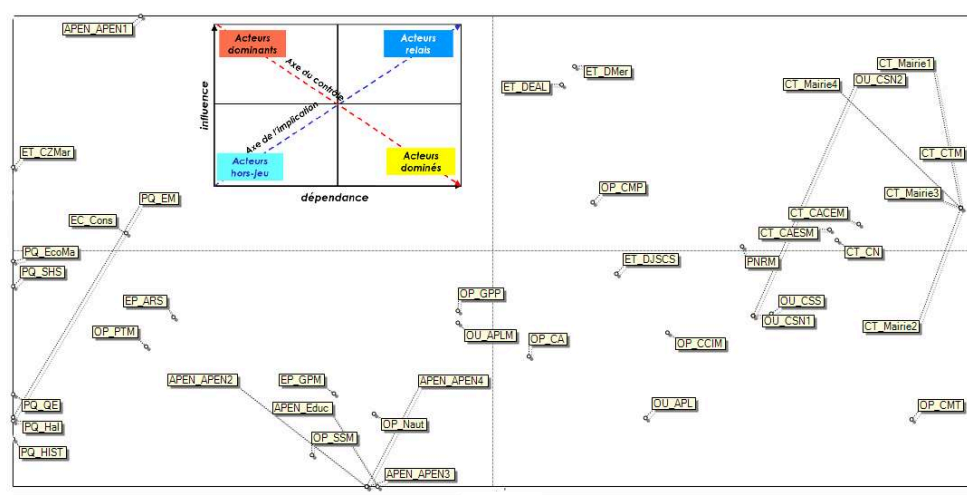 APEN_APEN1
Acteurs
dominants
Acteurs
relais
Axe du contrôle
influence
Axe de l'implication
Acteurs
hors-jeu
Acteurs
dominés
dépendance
ET_DMer
ET_DEAL
CT_Mairie1
OU_CSN2
CT_Mairie4
ET_CZMar
CT_CTM
PQ_EM
OP_CMP
CT_Mairie3
EC_Cons
CT_CACEM
CT_CAESM
PQ_EcoMa
CT_CN
PNRM
PQ_SHS
ET_DJSCS
EP_ARS
OP_GPP
OU_CSS
OU_CSN1
OP_PTM
OU_APLM
OP_CA
OP_CCIM
CT_Mairie2
APEN_APEN2
EP_GPM
APEN_APEN4
PQ_QE
APEN_Educ
OU_APL
OP_CMT
PQ_Hal
OP_Naut
OP_SSM
PQ_HIST
APEN_APEN3